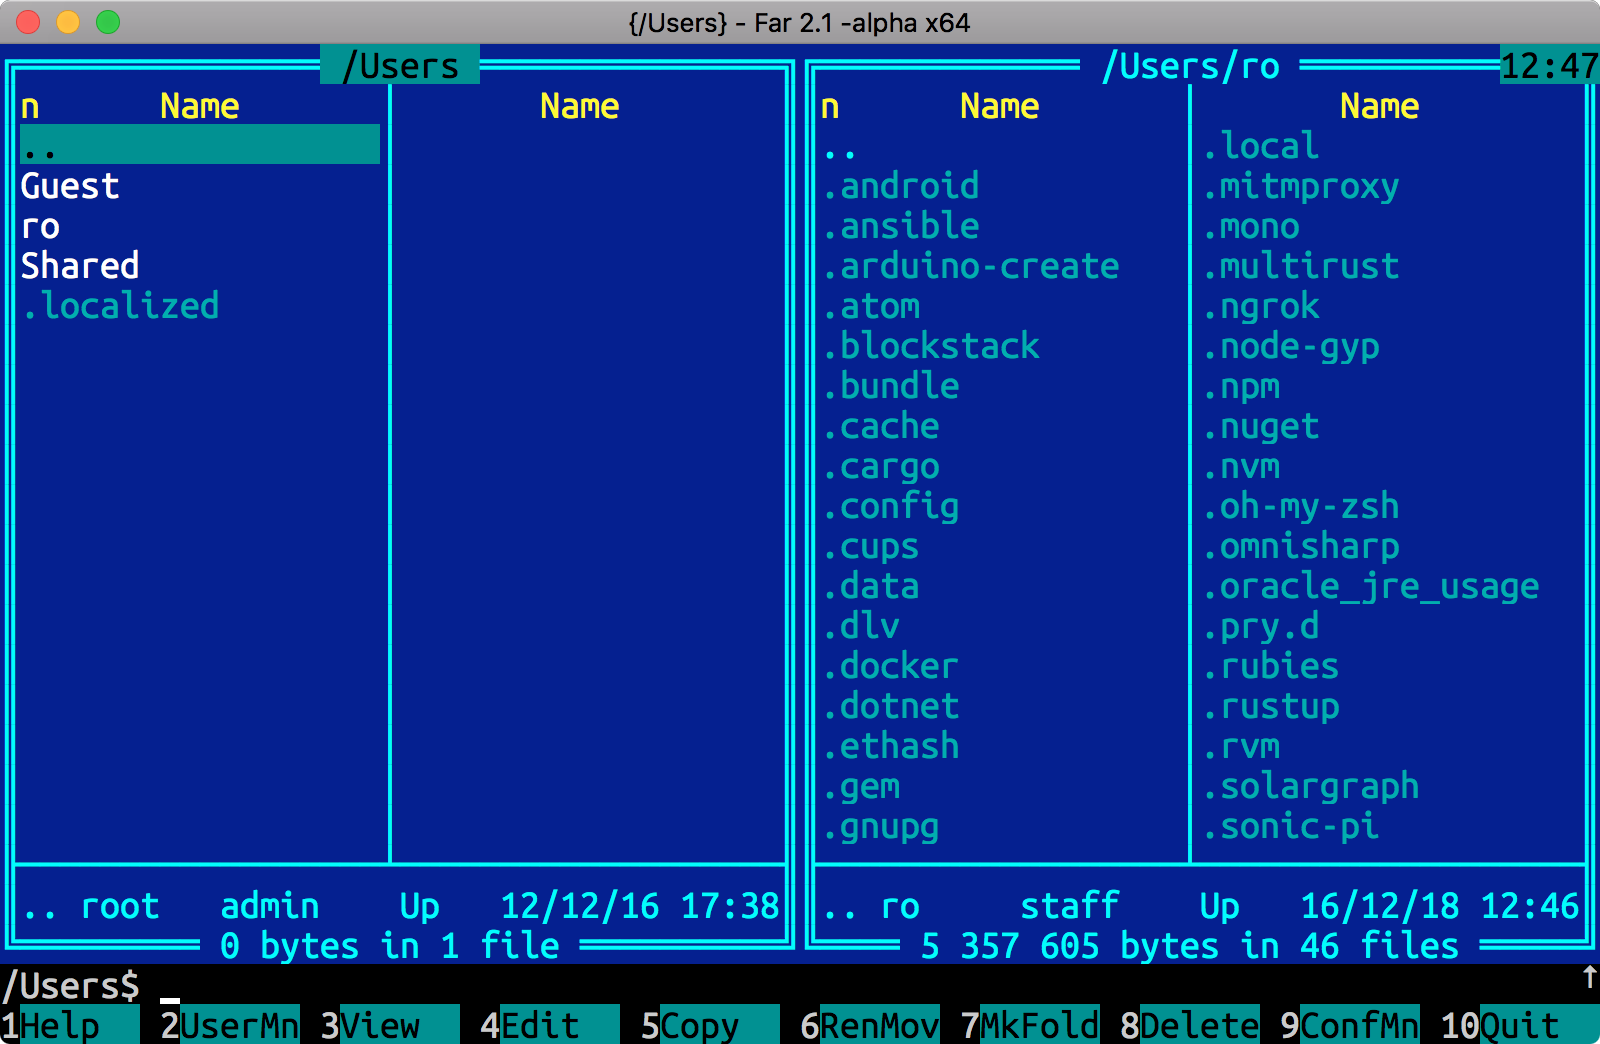 {/Users} - Far 2.1 -alpha x64
/Users
n Name Name
..
Guest
ro
Shared
.localized
.. root admin Up 12/12/16 17:38
0 bytes in 1 file
/Users/ro 12:47
n Name Name
..
.android
.ansible
.arduino-create
.atom
.blockstack
.bundle
.cache
.cargo
.config
.cups
.data
.dlv
.docker
.dotnet
.ethash
.gem
.gnupg
.local
.mitmproxy
.mono
.multirust
.ngrok
.node-gyp
.npm
.nuget
.nvm
.oh-my-zsh
.omnisharp
.oracle_jre_usage
.pry.d
.rubies
.rustup
.rvm
.solargraph
.sonic-pi
.. ro staff Up 16/12/18 12:46
5 357 605 bytes in 46 files
/Users$ ↑
1Help 2UserMn 3View 4Edit 5Copy 6RenMov 7MkFold 8Delete 9ConfMn 10Quit